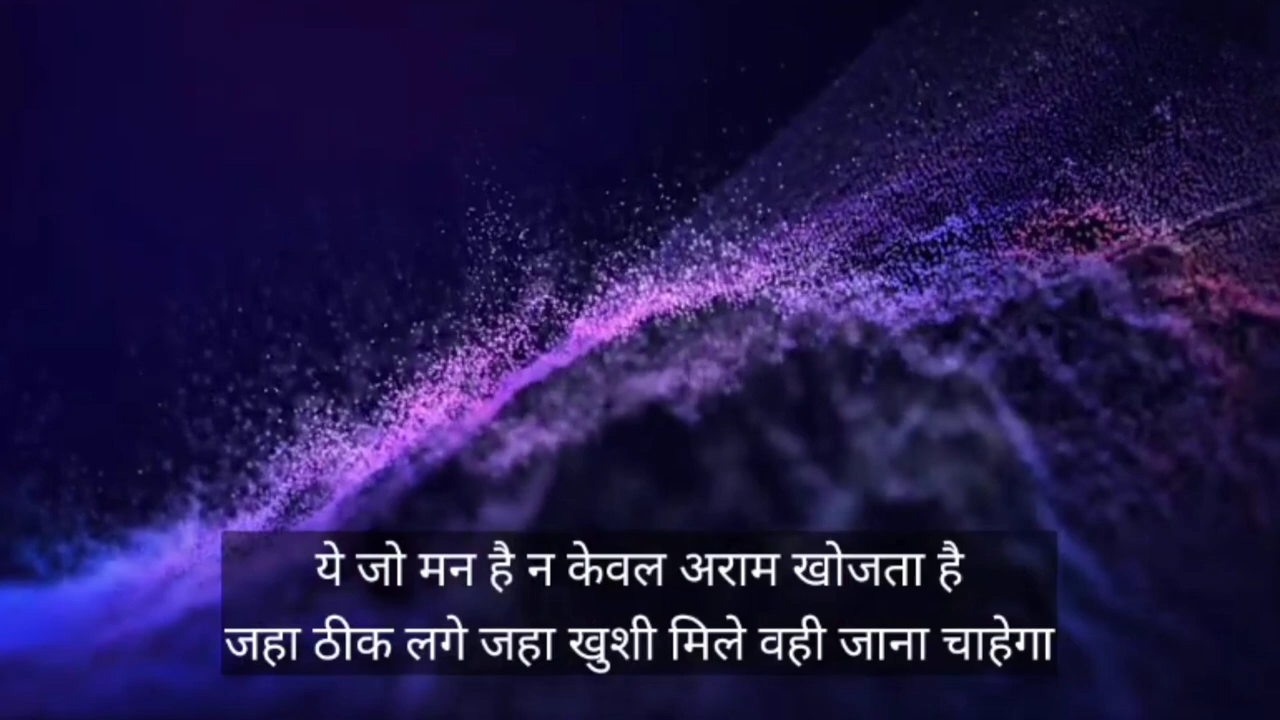 ये जो मन है न केवल अराम खोजता है
जहा ठीक लगे जहा खुशी मिले वही जाना चाहेगा